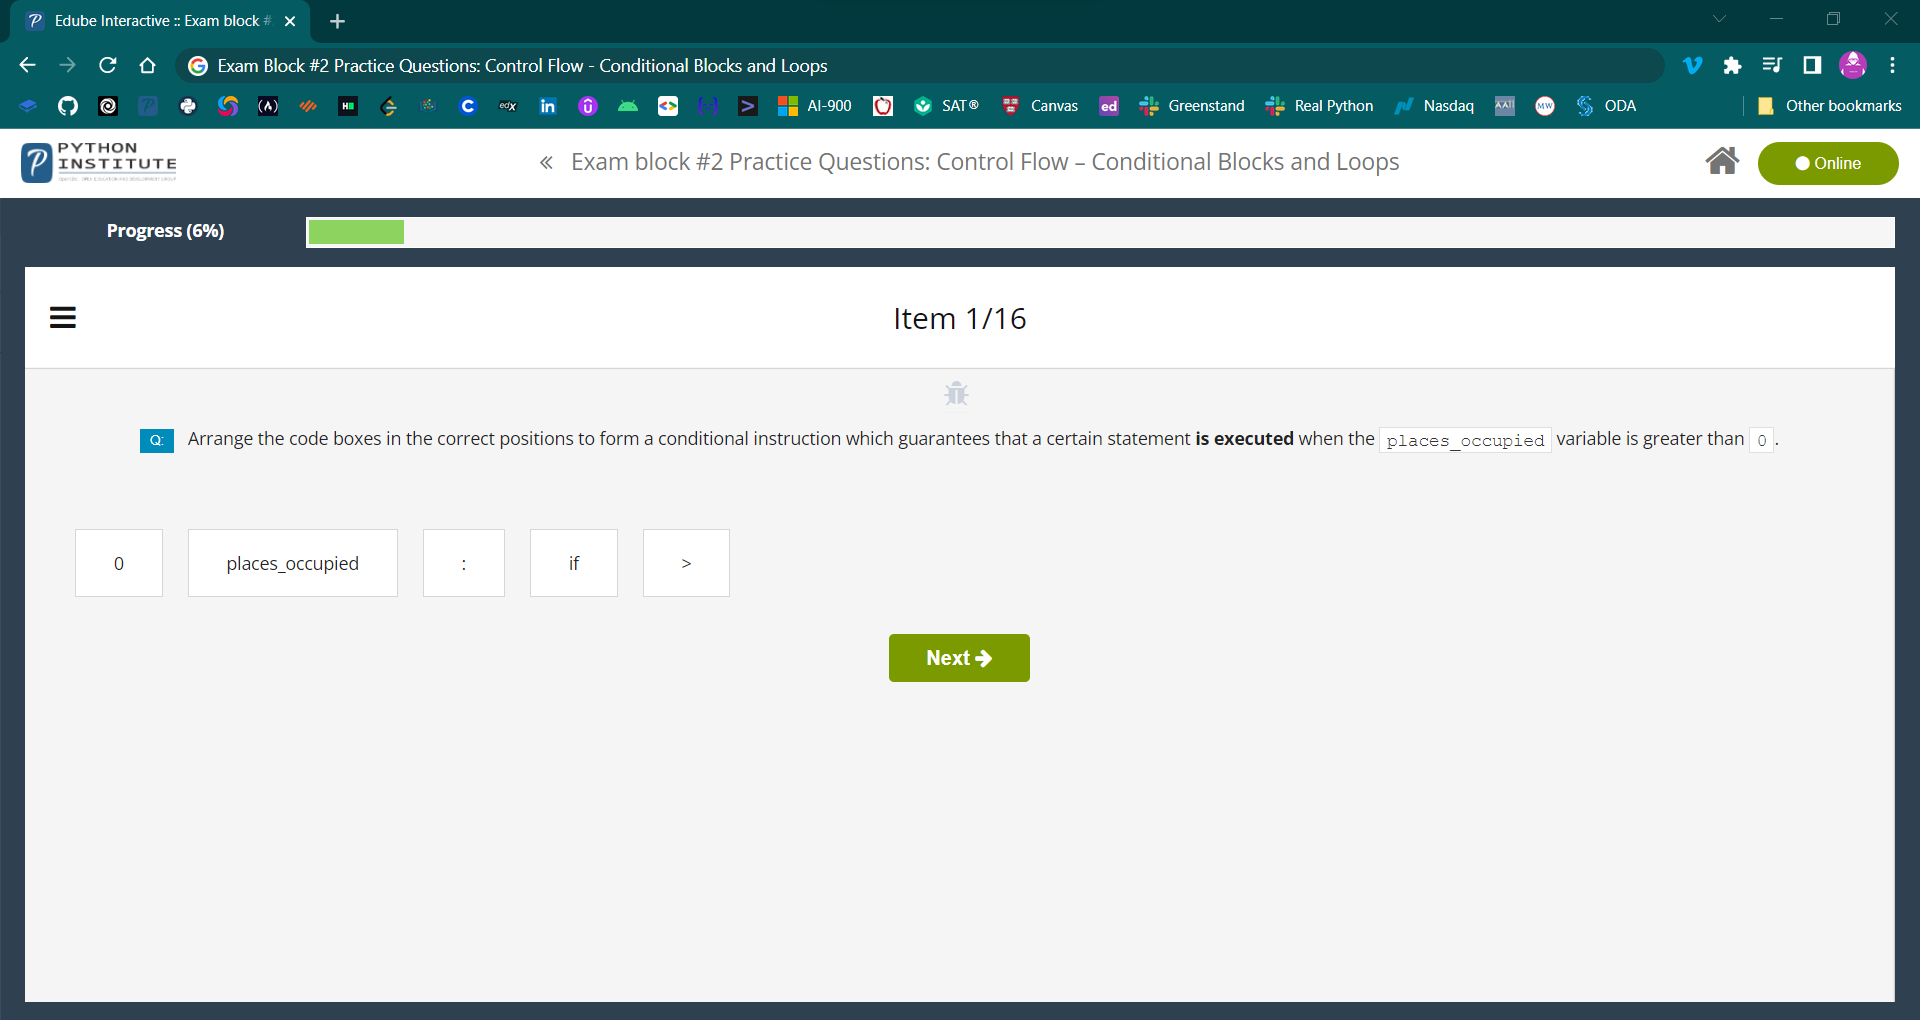 Edube Interactive :: Exam block #
Exam Block #2 Practice Questions: Control Flow - Conditional Blocks and Loops
AI-900
SAT®
Canvas
ed
Greenstand
Real Python
Nasdaq
MW
ODA
Other bookmarks
PYTHON
INSTITUTE
« Exam block #2 Practice Questions: Control Flow – Conditional Blocks and Loops
Online
Progress (6%)
Item 1/16
Q: Arrange the code boxes in the correct positions to form a conditional instruction which guarantees that a certain statement is executed when the places_occupied variable is greater than 0 .
0
places_occupied
:
if
>
Next